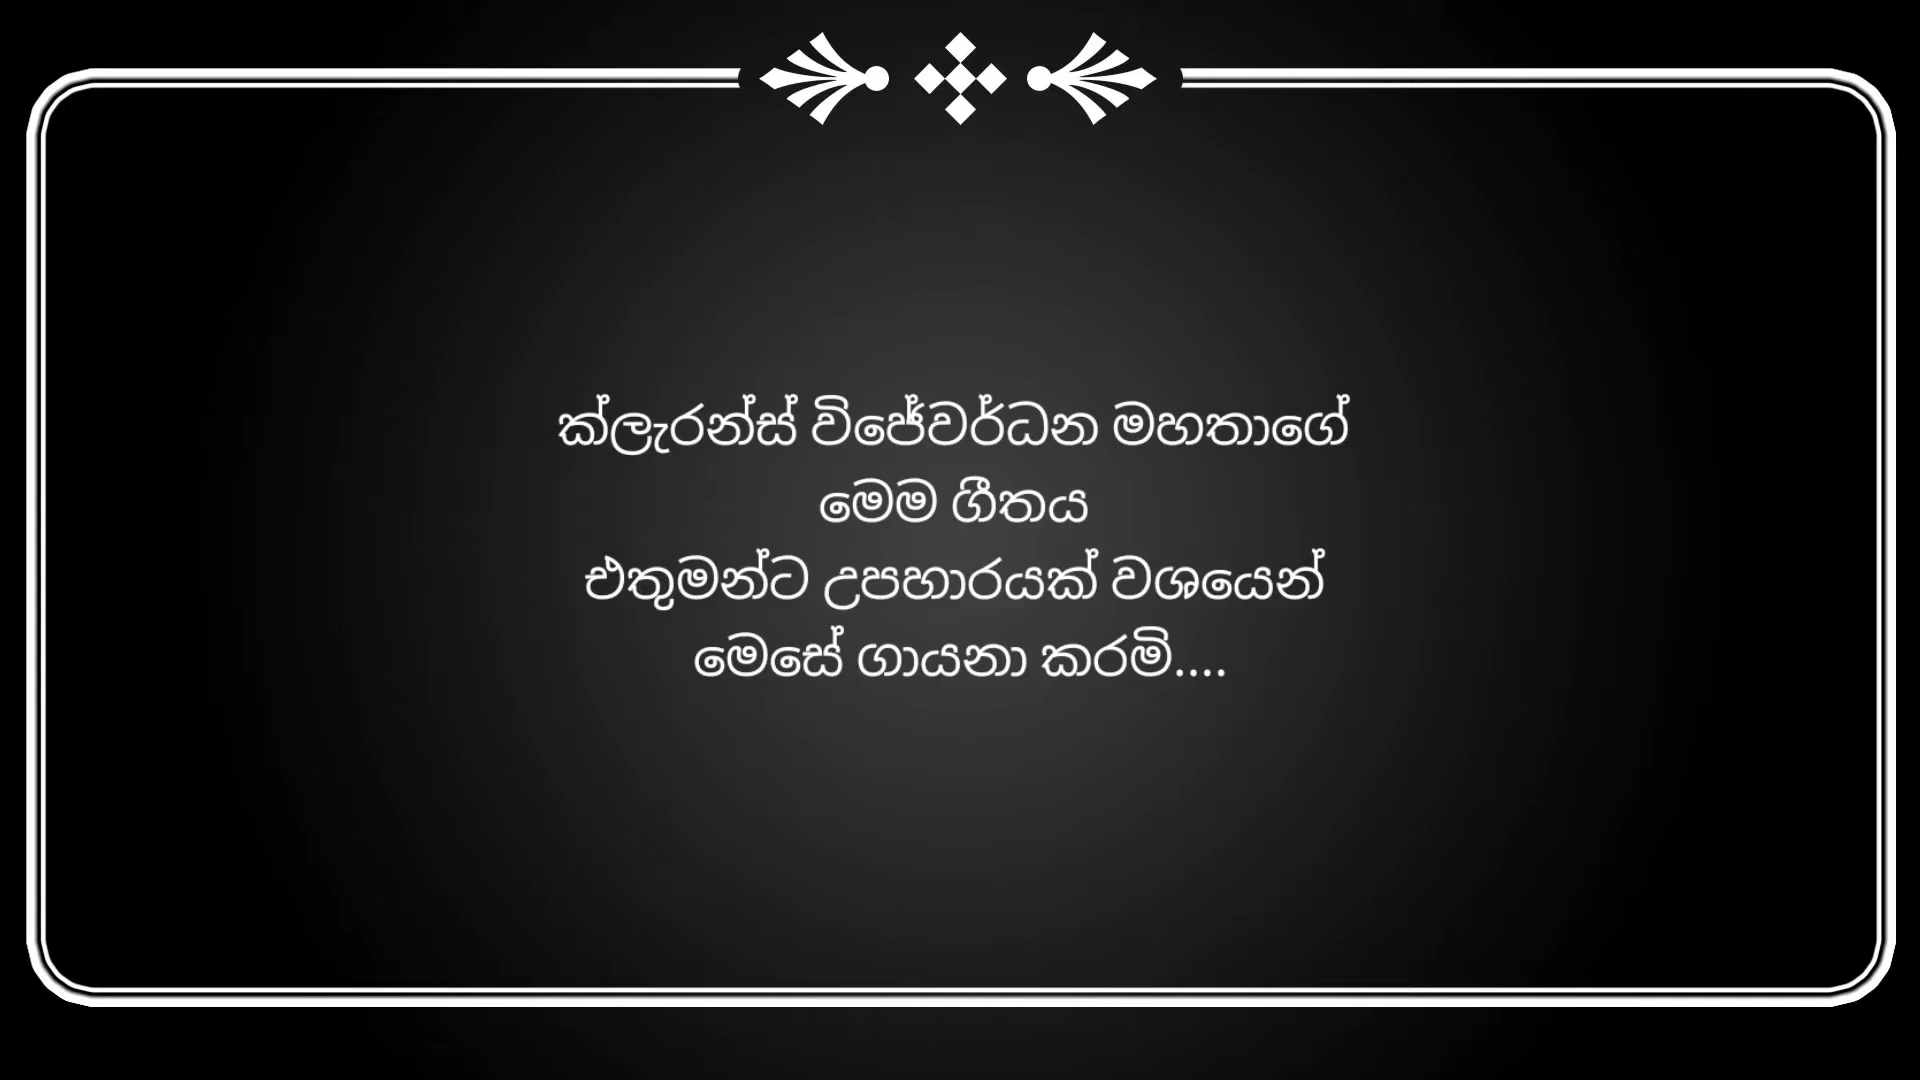 ක්ලැරන්ස් විජේවර්ධන මහතාගේ
මෙම ගීතය
එතුමන්ට උපහාරයක් වශයෙන්
මෙසේ ගායනා කරමි....